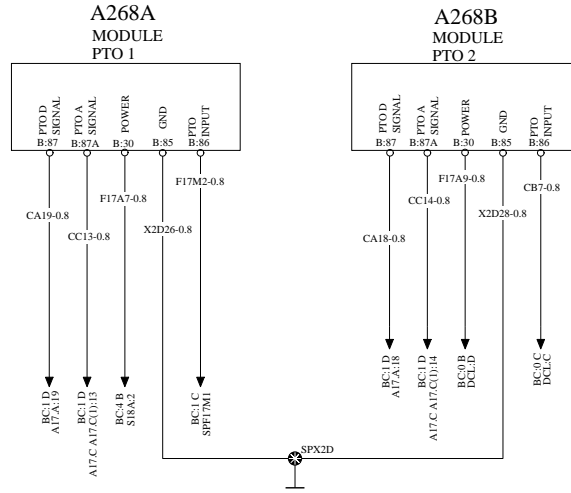 A268A
MODULE
PTO 1
PTO D
SIGNAL
PTO A
SIGNAL
POWER
GND
PTO
INPUT
B:87
B:87A
B:30
B:85
B:86
CA19-0.8
CC13-0.8
F17A7-0.8
X2D26-0.8
F17M2-0.8
BC:1 D
A17.A:19
BC:1 D
A17.C A17.C(1):13
BC:4 B
S18A:2
BC:1 C
SPF17M1
A268B
MODULE
PTO 2
PTO D
SIGNAL
PTO A
SIGNAL
POWER
GND
PTO
INPUT
B:87
B:87A
B:30
B:85
B:86
CA18-0.8
CC14-0.8
F17A9-0.8
X2D28-0.8
CB7-0.8
BC:1 D
A17.A:18
BC:1 D
A17.C A17.C(1):14
BC:0 B
DCL:D
BC:0 C
DCL:C
SPX2D